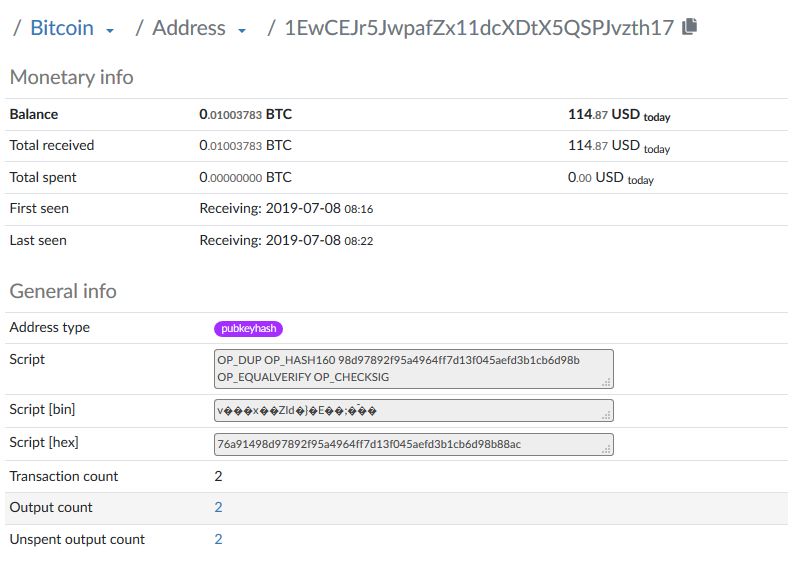 / Bitcoin / Address / 1EwCEJr5JwpafZx11dcXDtX5QSPJvzth17
Monetary info
Balance 0.01003783 BTC 114.87 USD today
Total received 0.01003783 BTC 114.87 USD today
Total spent 0.00000000 BTC 0.00 USD today
First seen Receiving: 2019-07-08 08:16
Last seen Receiving: 2019-07-08 08:22
General info
Address type pubkeyhash
Script OP_DUP OP_HASH160 98d97892f95a4964ff7d13f045aefd3b1cb6d98b
OP_EQUALVERIFY OP_CHECKSIG
Script [bin] v���x��ZId�}�E��;�̄��
Script [hex] 76a91498d97892f95a4964ff7d13f045aefd3b1cb6d98b88ac
Transaction count 2
Output count 2
Unspent output count 2